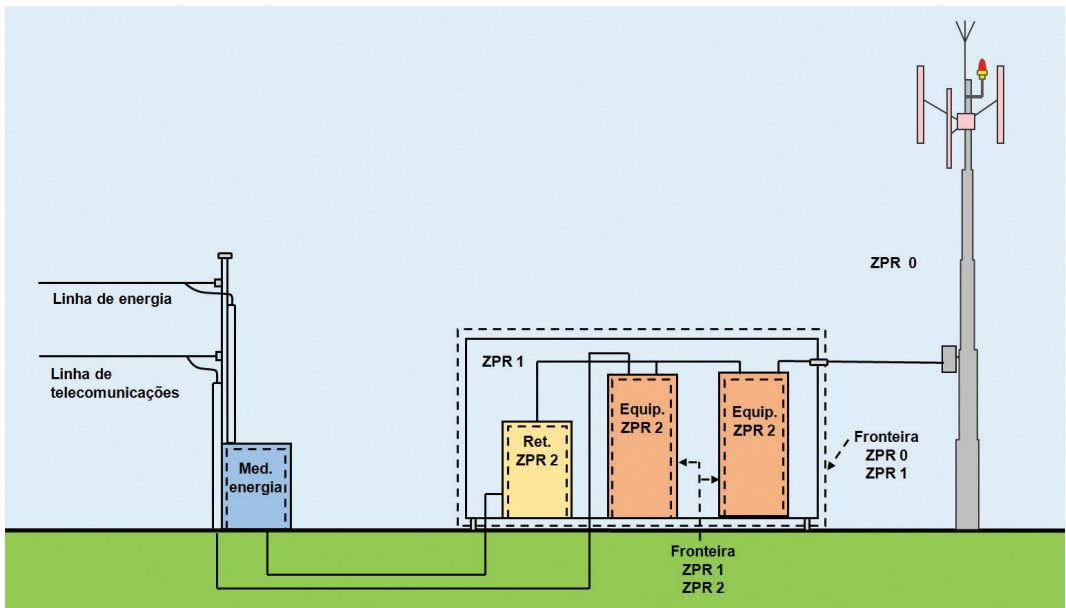 ZPR 0
Linha de energia
Linha de
telecomunicações
ZPR 1
Equip.
ZPR 2
Equip.
ZPR 2
Ret.
ZPR 2
Med.
energia
Fronteira
ZPR 0
ZPR 1
Fronteira
ZPR 1
ZPR 2